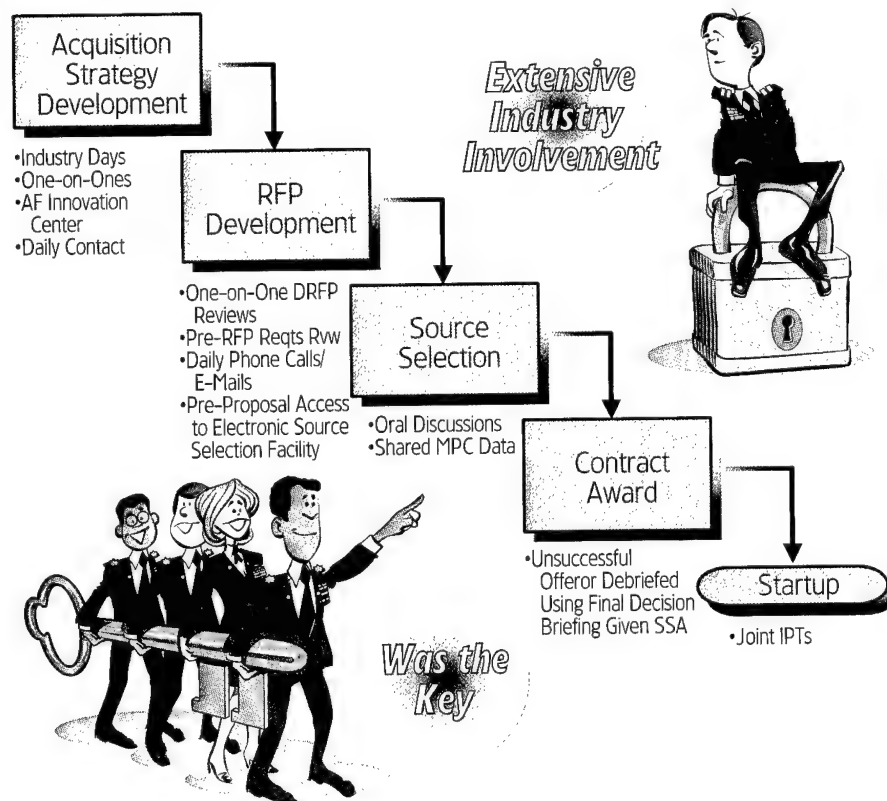 Acquisition
Strategy
Development
•Industry Days
•One-on-Ones
•AF Innovation
Center
•Daily Contact
Extensive
Industry
Involvement
RFP
Development
•One-on-One DRFP
Reviews
•Pre-RFP Reqts Rvw
•Daily Phone Calls/
E-Mails
•Pre-Proposal Access
to Electronic Source
Selection Facility
Source
Selection
•Oral Discussions
•Shared MPC Data
Contract
Award
•Unsuccessful
Offeror Debriefed
Using Final Decision
Briefing Given SSA
Startup
•Joint IPTs
Was the
Key